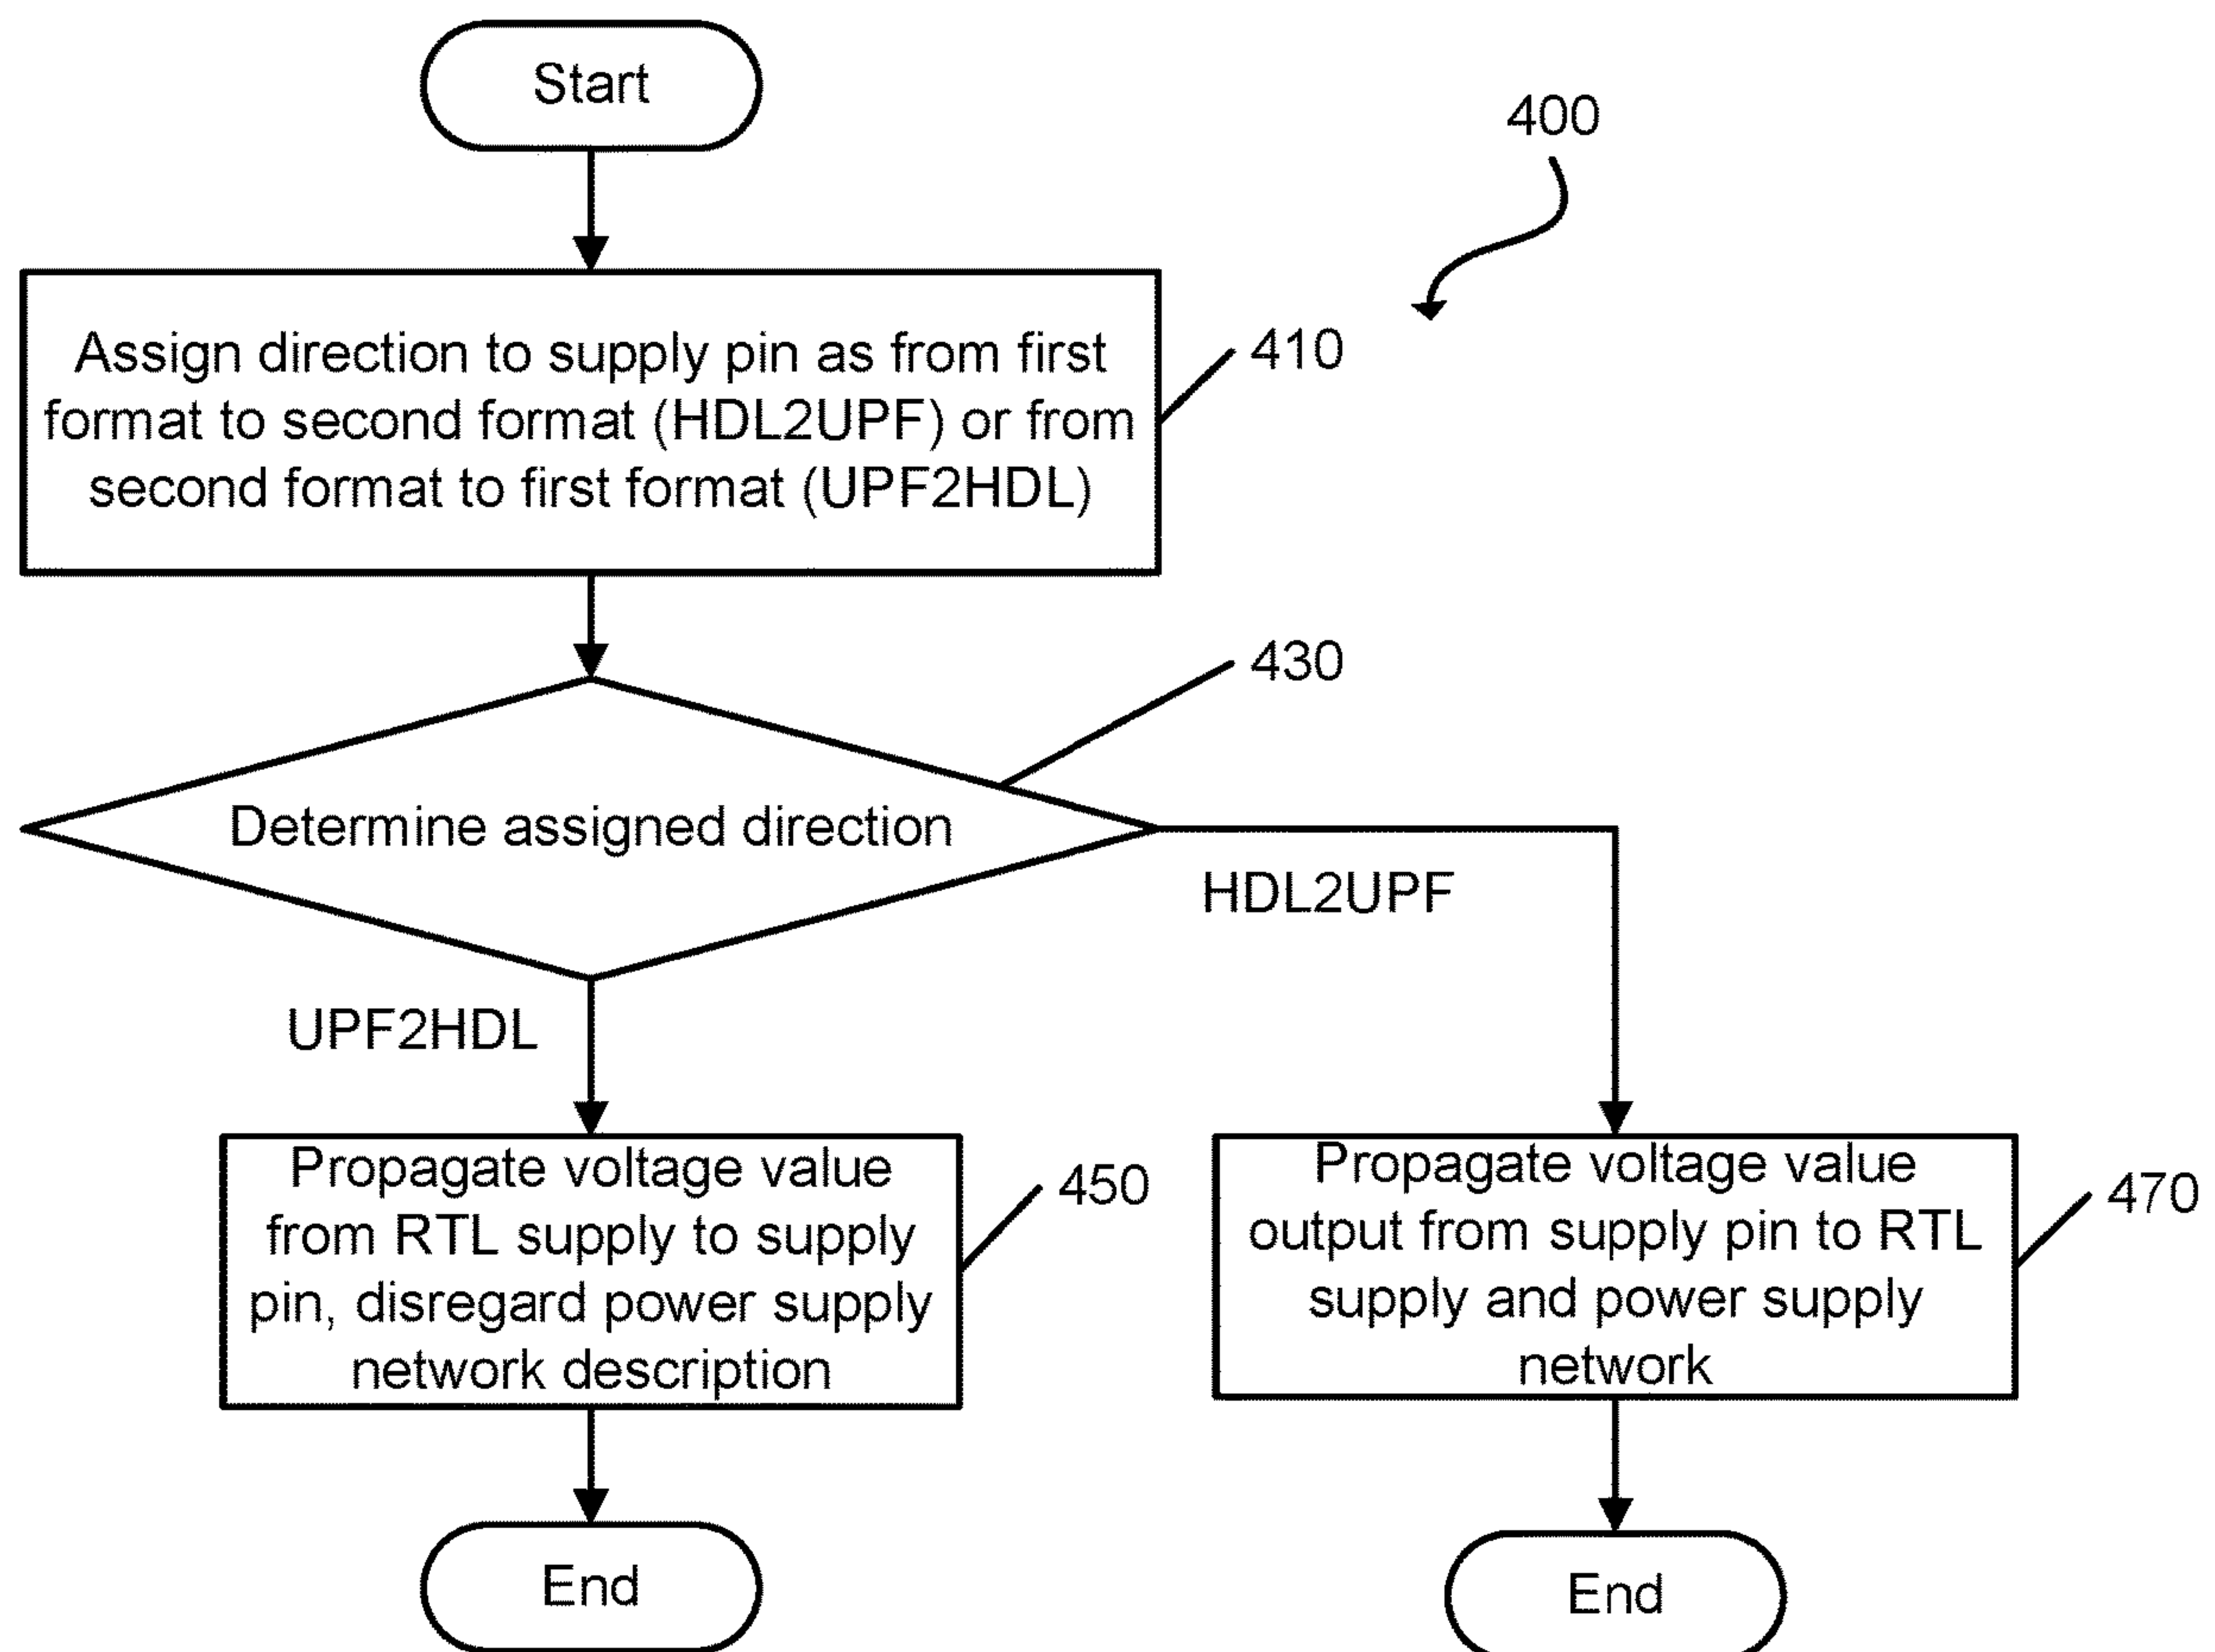 Start
400
Assign direction to supply pin as from first
format to second format (HDL2UPF) or from
second format to first format (UPF2HDL)
410
430
Determine assigned direction
HDL2UPF
UPF2HDL
Propagate voltage value
from RTL supply to supply
pin, disregard power supply
network description
450
Propagate voltage value
output from supply pin to RTL
supply and power supply
network
470
End
End